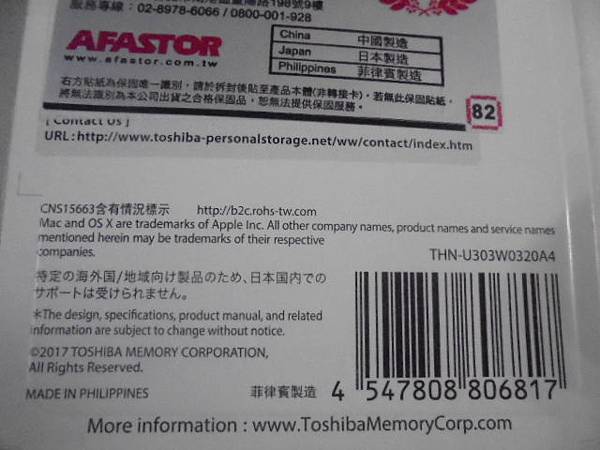 服務專線：02-8978-6066 / 0800-01-928
AFASTOR
www.afastor.com.tw
China 中國製造
Japan 日本製造
Philippines 菲律賓製造
右方貼紙為保固唯一識別，請於拆封後貼至產品本體(非轉接卡)，若無此保固貼紙，
將無法識別為本公司出貨之合格保固品，恕無法提供保固服務。
82
[ Contact Us ]
URL:http://www.toshiba-personalstorage.net/ww/contact/index.htm
CNS15663含有情況標示 http://b2c.rohs-tw.com
Mac and OS X are trademarks of Apple Inc. All other company names, product names and service names
mentioned herein may be trademarks of their respective
companies.
THN-U303W0320A4
特定の海外国/地域向け製品のため、日本国内での
サポートは受けられません。
*The design, specifications, product manual, and related
information are subject to change without notice.
©2017 TOSHIBA MEMORY CORPORATION,
All Rights Reserved.
MADE IN PHILIPPINES 菲律賓製造
4 547808 806817
More information : www.ToshibaMemoryCorp.com